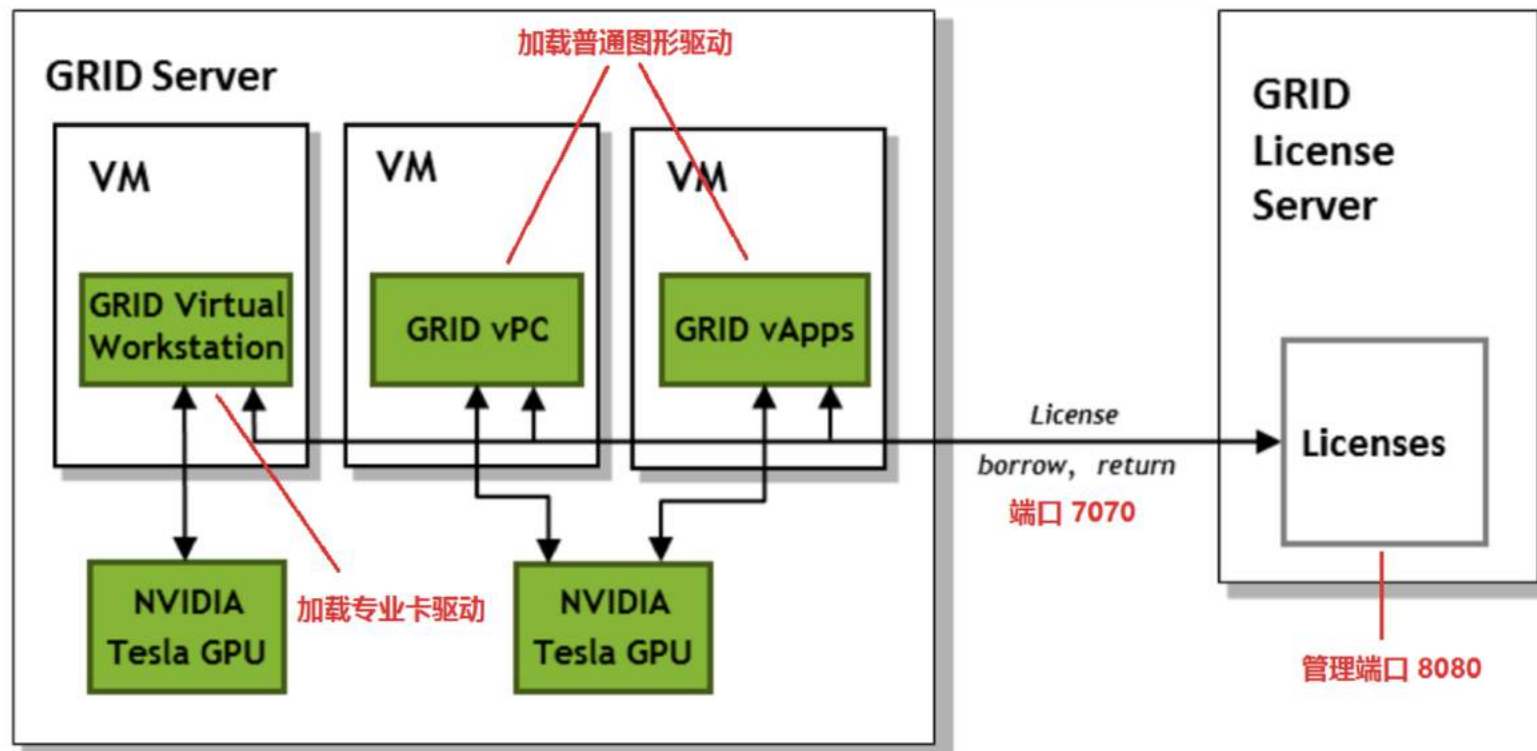 加载普通图形驱动
GRID Server
VM
VM
VM
GRID Virtual
Workstation
GRID vPC
GRID vApps
NVIDIA
Tesla GPU
加载专业卡驱动
NVIDIA
Tesla GPU
License
borrow, return
端口 7070
GRID
License
Server
Licenses
管理端口 8080